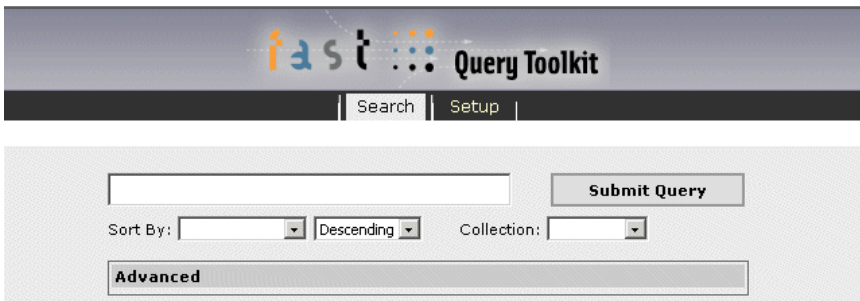 fast Query Toolkit
Search Setup
Submit Query
Sort By: Descending Collection:
Advanced